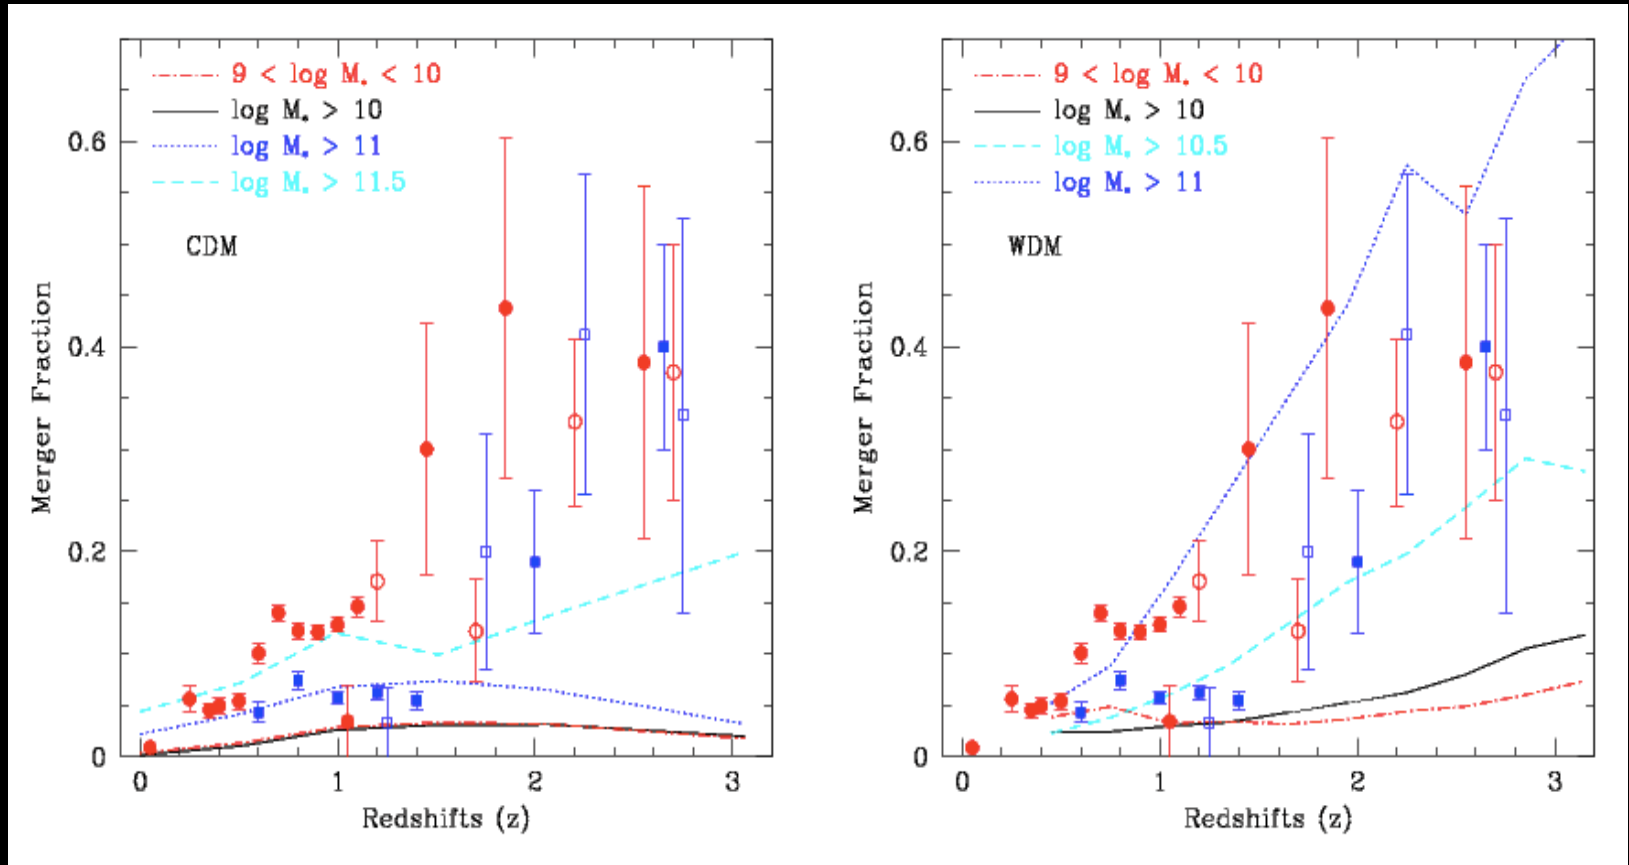 9 < log M* < 10
log M* > 10
log M* > 11
log M* > 11.5
CDM
0.6
0.4
0.2
0
0 1 2 3
Merger Fraction
Redshifts (z)
9 < log M* < 10
log M* > 10
log M* > 10.5
log M* > 11
WDM
0.6
0.4
0.2
0
0 1 2 3
Merger Fraction
Redshifts (z)